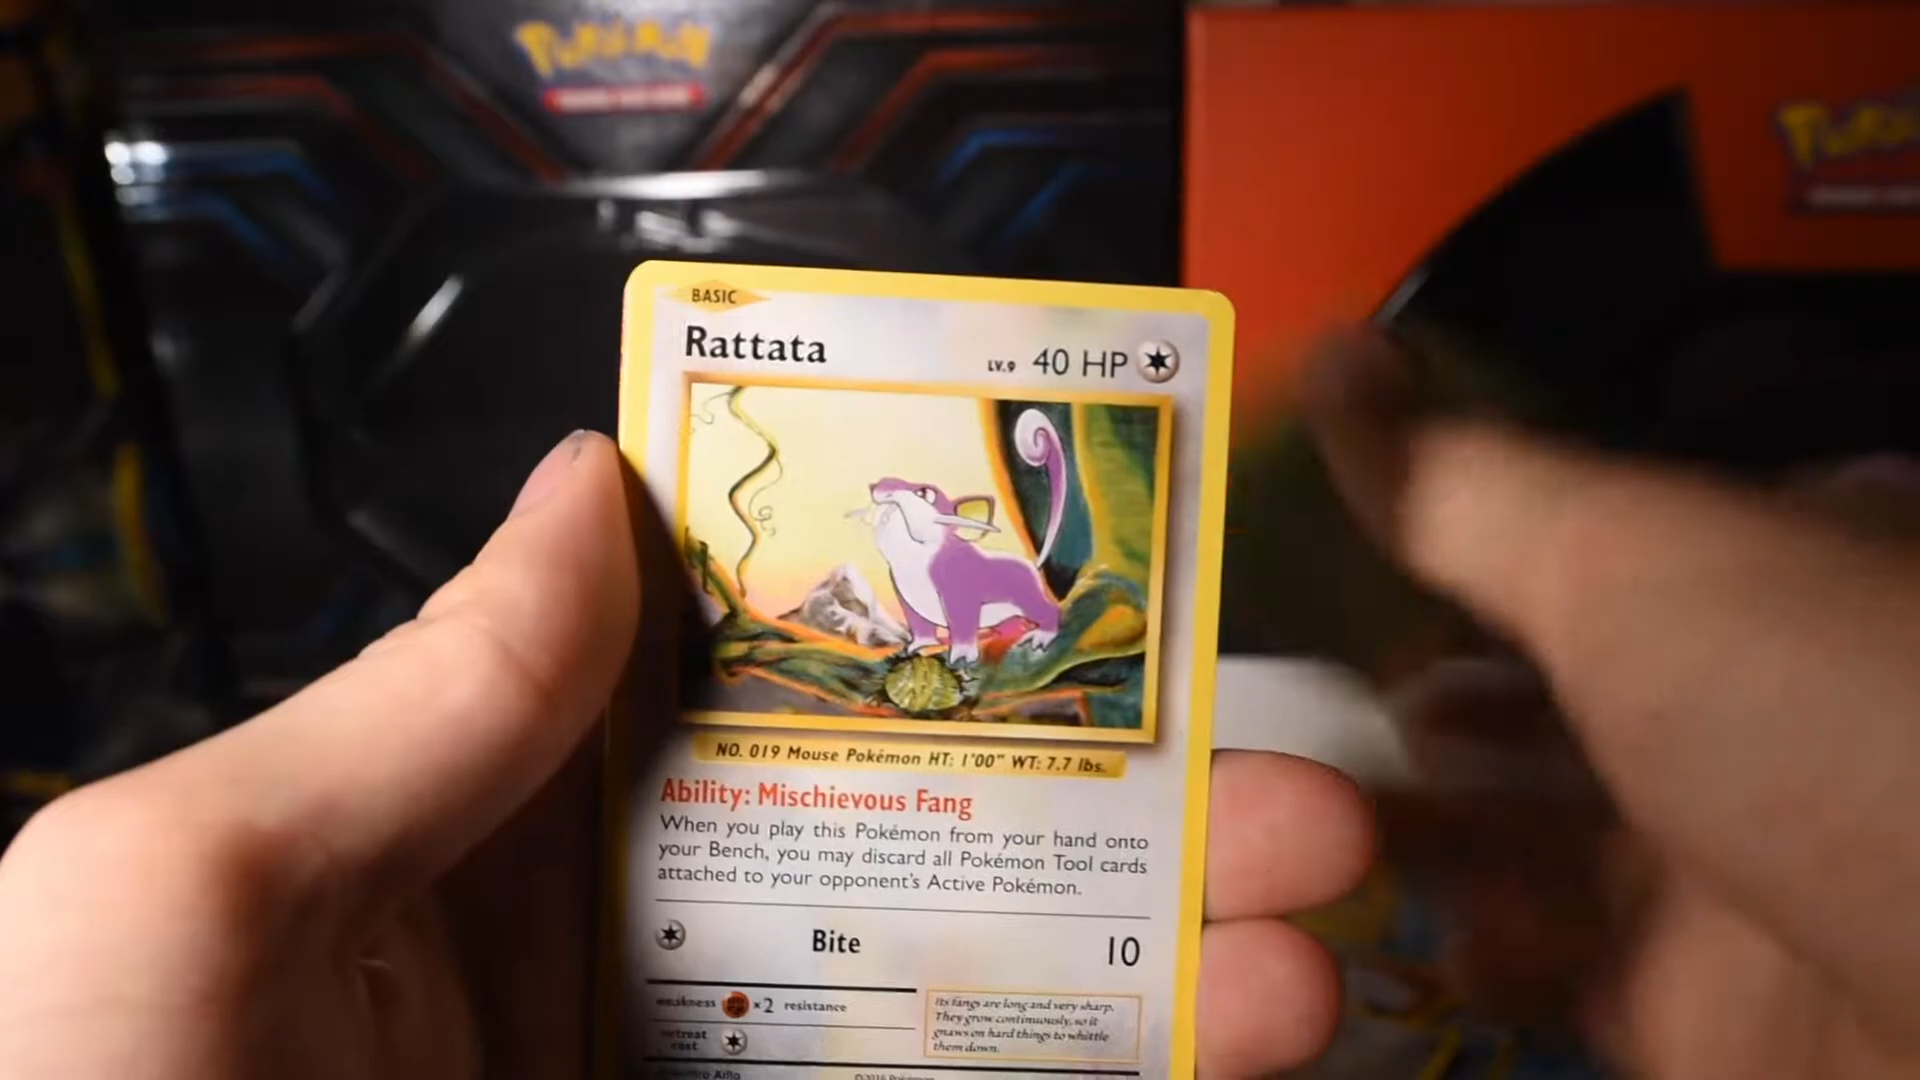 Pokémon
BASIC
Rattata
LV.9 40 HP
NO. 019 Mouse Pokémon HT: 1'00" WT: 7.7 lbs.
Ability: Mischievous Fang
When you play this Pokémon from your hand onto
your Bench, you may discard all Pokémon Tool cards
attached to your opponent's Active Pokémon.
Bite 10
weakness ×2 resistance
retreat
cost
Its fangs are long and very sharp.
They grow continuously, so it
gnaws on hard things to whittle
them down.
©2016 Pokémon